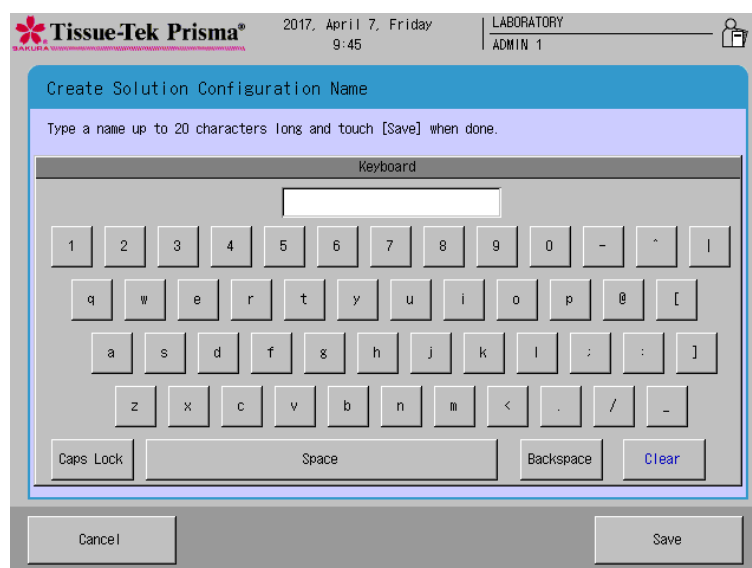 Tissue-Tek Prisma®
SAKURA
2017, April 7, Friday
9:45
LABORATORY
ADMIN 1
Create Solution Configuration Name
Type a name up to 20 characters long and touch [Save] when done.
Keyboard
1 2 3 4 5 6 7 8 9 0 - ^ |
q w e r t y u i o p @ [
a s d f g h j k l ; : ]
z x c v b n m < . / _
Caps Lock Space Backspace Clear
Cancel Save